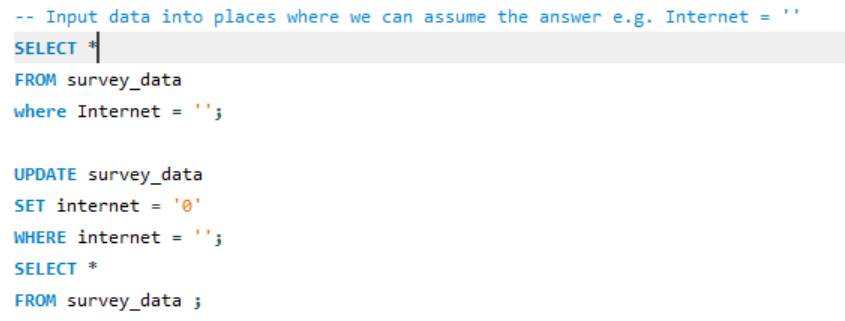 -- Input data into places where we can assume the answer e.g. Internet = ''
SELECT *
FROM survey_data
where Internet = '';
UPDATE survey_data
SET internet = '0'
WHERE internet = '';
SELECT *
FROM survey_data ;